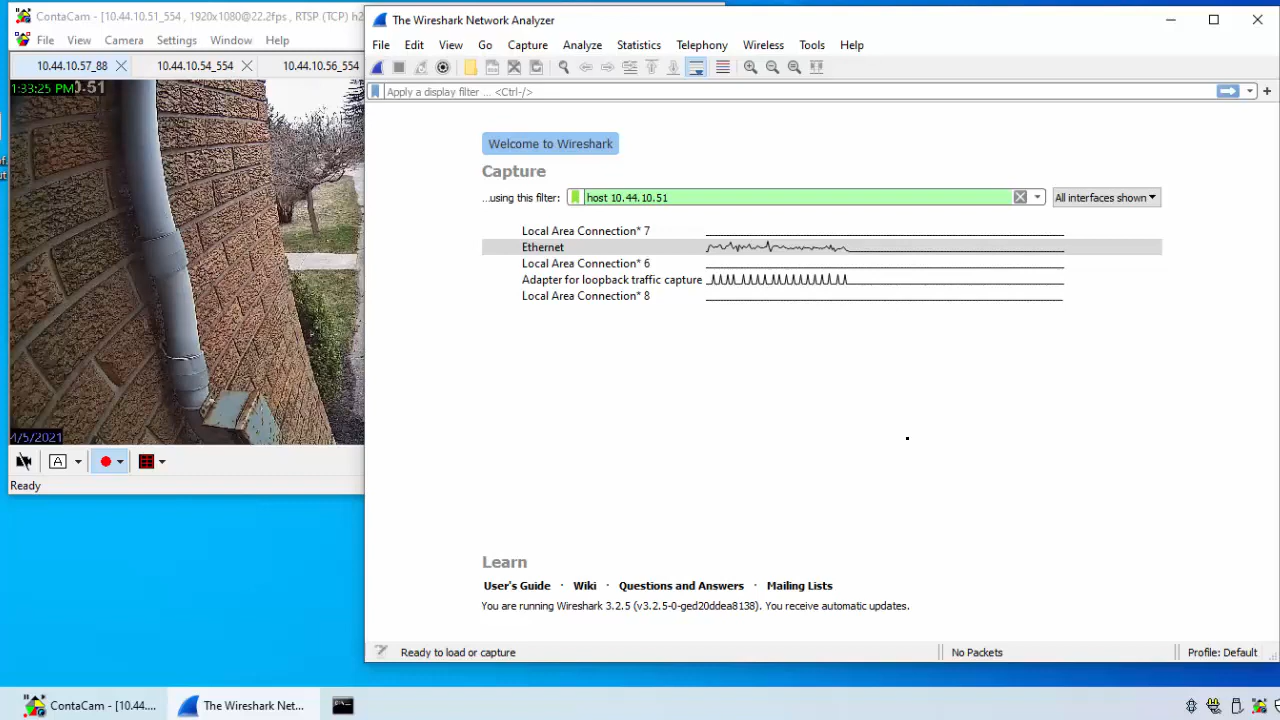 ContaCam - [10.44.10.51_554 , 1920x1080@22.2fps, RTSP (TCP) h2
File View Camera Settings Window Help
10.44.10.57_88 10.44.10.54_554 10.44.10.56_554
1:33:25 PM
-51
4/5/2021
A
Ready
The Wireshark Network Analyzer
File Edit View Go Capture Analyze Statistics Telephony Wireless Tools Help
Apply a display filter ... <Ctrl-/>
Welcome to Wireshark
Capture
...using this filter: host 10.44.10.51 All interfaces shown
Local Area Connection* 7
Ethernet
Local Area Connection* 6
Adapter for loopback traffic capture
Local Area Connection* 8
Learn
User's Guide · Wiki · Questions and Answers · Mailing Lists
You are running Wireshark 3.2.5 (v3.2.5-0-ged20ddea8138). You receive automatic updates.
Ready to load or capture No Packets Profile: Default
ContaCam - [10.44.... The Wireshark Net...